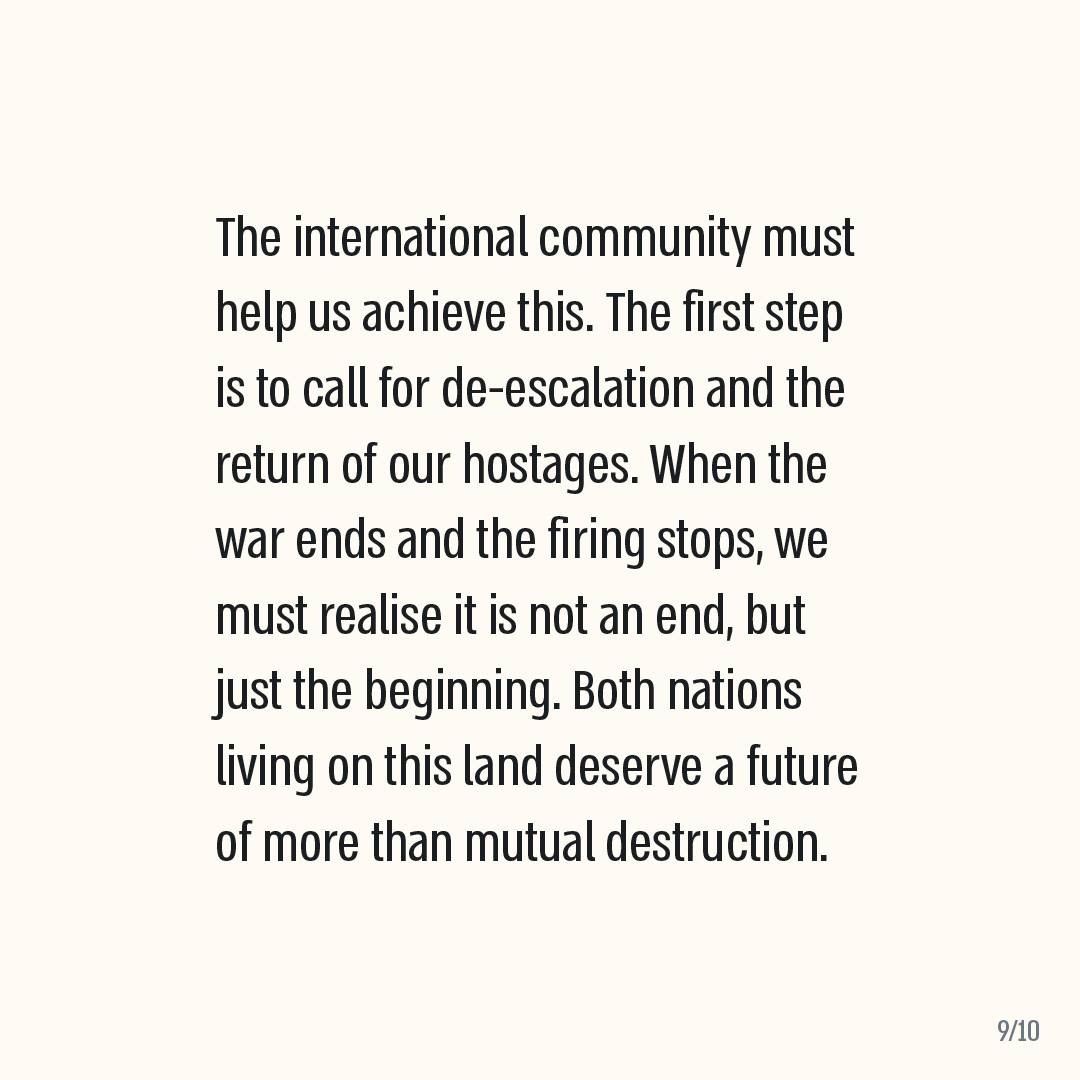 The international community must
help us achieve this. The first step
is to call for de-escalation and the
return of our hostages. When the
war ends and the firing stops, we
must realise it is not an end, but
just the beginning. Both nations
living on this land deserve a future
of more than mutual destruction.
9/10